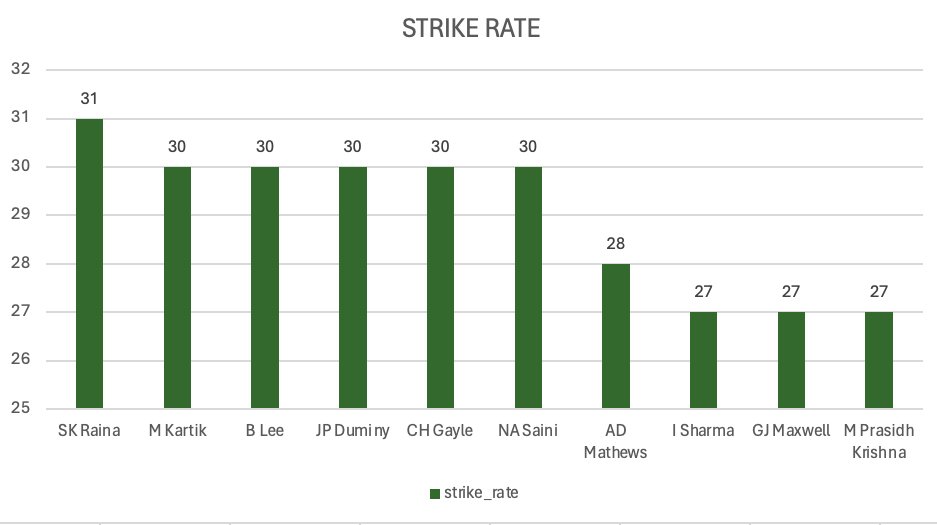 STRIKE RATE
32
31
30
29
28
27
26
25
31
30
30
30
30
30
28
27
27
27
SK Raina
M Kartik
B Lee
JP Duminy
CH Gayle
NA Saini
AD
Mathews
I Sharma
GJ Maxwell
M Prasidh
Krishna
strike_rate